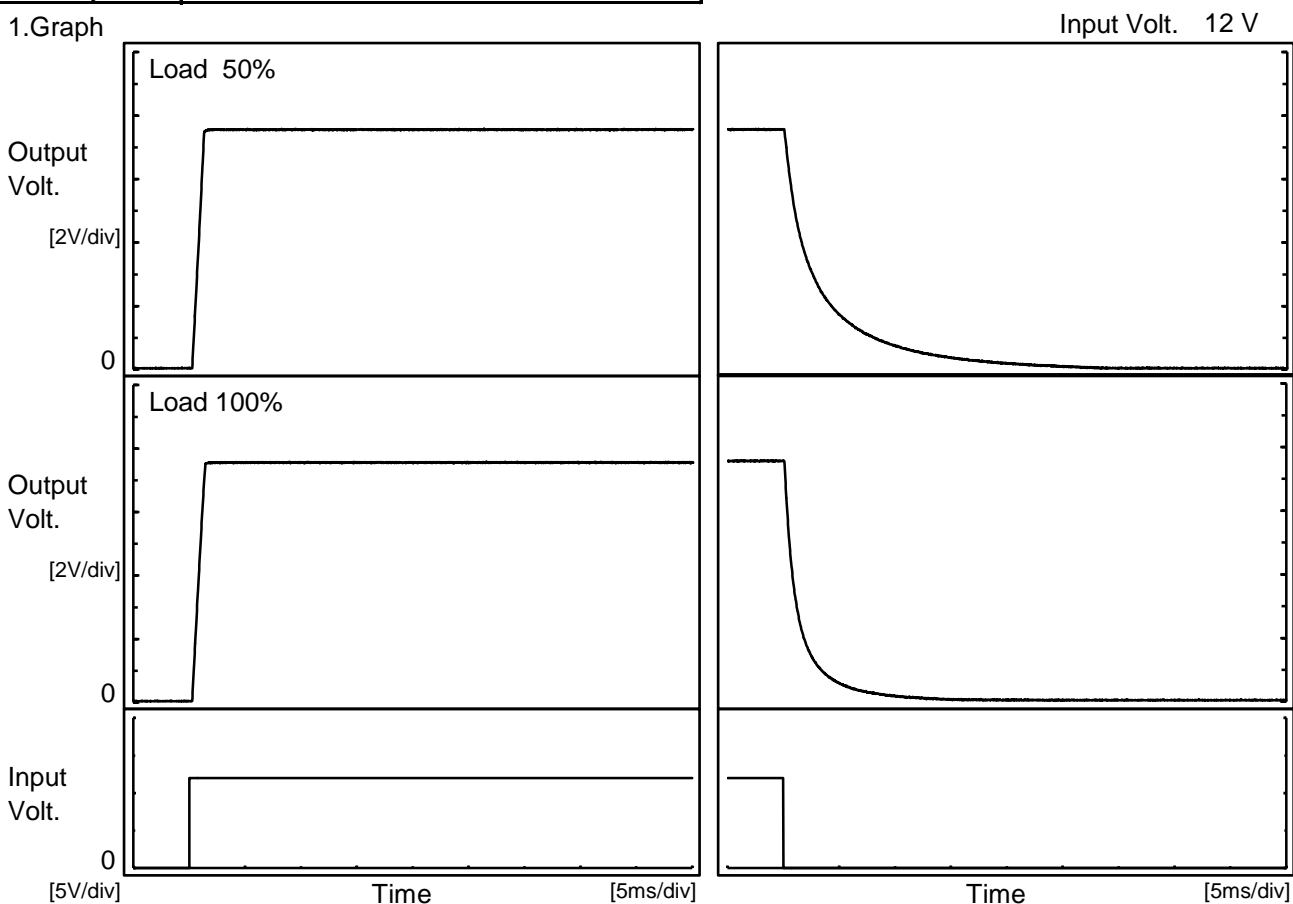 1.Graph
Input Volt. 12 V
Load 50%
Output
Volt.
[2V/div]
0
Load 100%
Output
Volt.
[2V/div]
0
Input
Volt.
0
[5V/div]
Time
[5ms/div]
Time
[5ms/div]